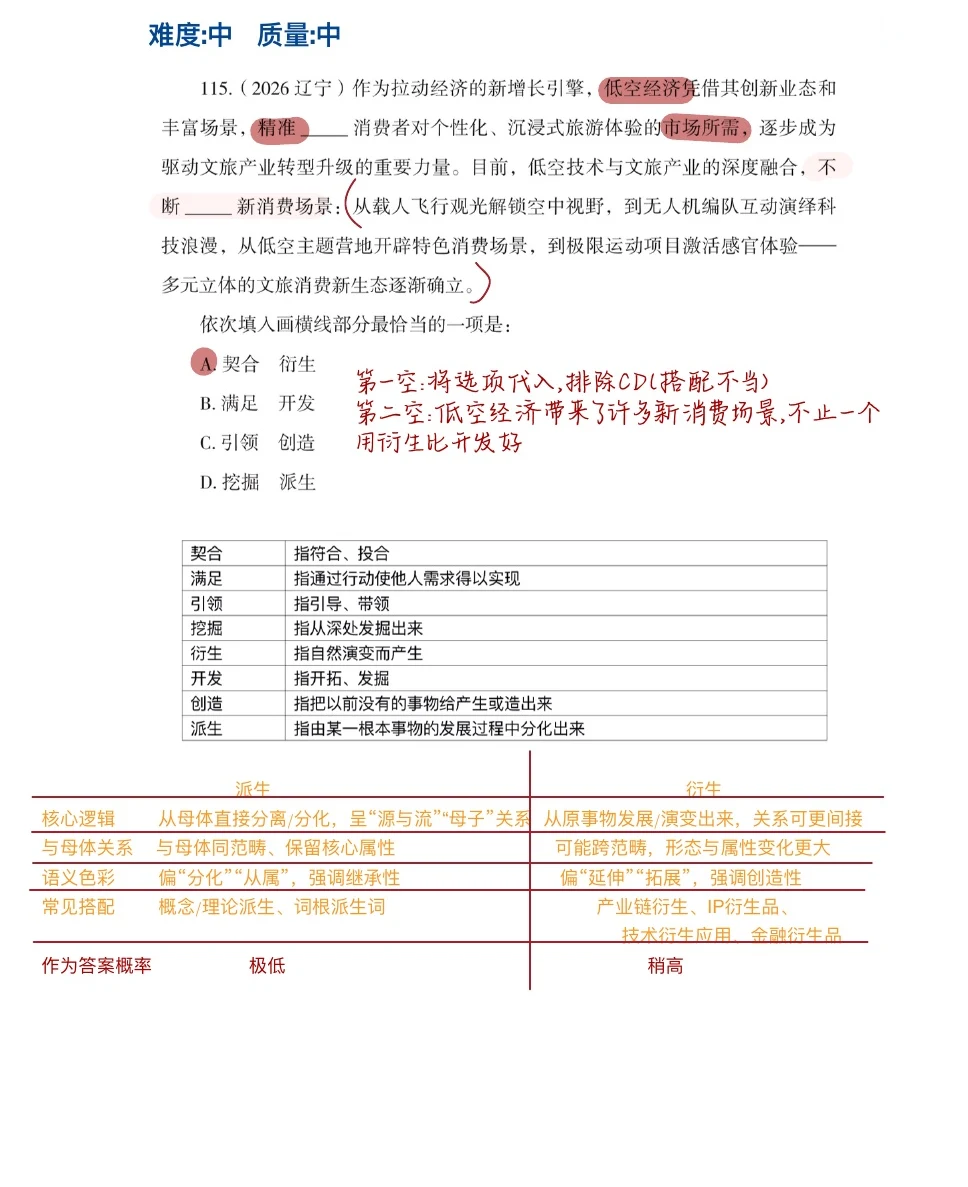 难度:中　质量:中
115.（2026 辽宁）作为拉动经济的新增长引擎，低空经济凭借其创新业态和
丰富场景，精准_____消费者对个性化、沉浸式旅游体验的市场所需，逐步成为
驱动文旅产业转型升级的重要力量。目前，低空技术与文旅产业的深度融合，不
断_____新消费场景：从载人飞行观光解锁空中视野，到无人机编队互动演绎科
技浪漫，从低空主题营地开辟特色消费场景，到极限运动项目激活感官体验——
多元立体的文旅消费新生态逐渐确立。
依次填入画横线部分最恰当的一项是：
A. 契合　衍生
B. 满足　开发
C. 引领　创造
D. 挖掘　派生
第一空:将选项代入,排除CD(搭配不当)
第二空:低空经济带来了许多新消费场景,不止一个
用衍生比开发好
契合　指符合、投合
满足　指通过行动使他人需求得以实现
引领　指引导、带领
挖掘　指从深处发掘出来
衍生　指自然演变而产生
开发　指开拓、发掘
创造　指把以前没有的事物给产生或造出来
派生　指由某一根本事物的发展过程中分化出来
派生　衍生
核心逻辑　从母体直接分离/分化，呈“源与流”“母子”关系　从原事物发展/演变出来，关系可更间接
与母体关系　与母体同范畴、保留核心属性　可能跨范畴，形态与属性变化更大
语义色彩　偏“分化”“从属”，强调继承性　偏“延伸”“拓展”，强调创造性
常见搭配　概念/理论派生、词根派生词　产业链衍生、IP衍生品、
技术衍生应用、金融衍生品
作为答案概率　极低　稍高